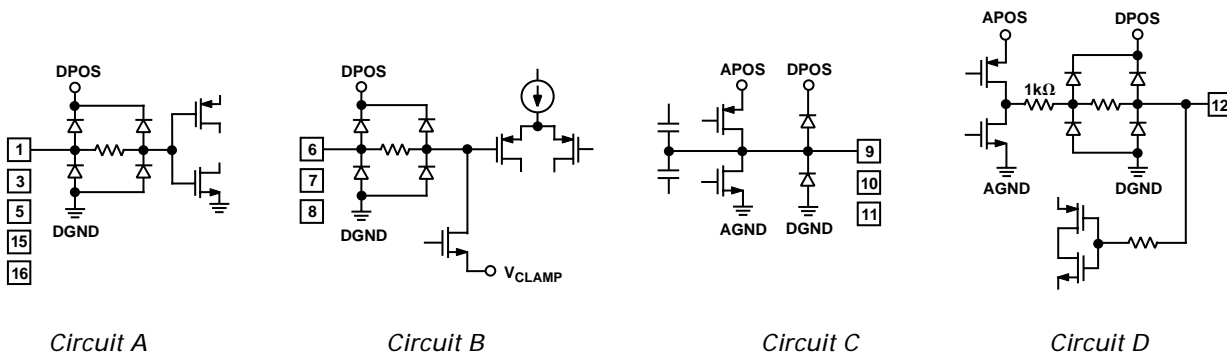 DPOS
1
3
5
15
16
DGND
Circuit A
DPOS
6
7
8
DGND
VCLAMP
Circuit B
APOS
DPOS
9
10
11
AGND
DGND
Circuit C
APOS
DPOS
1kΩ
12
AGND
DGND
Circuit D